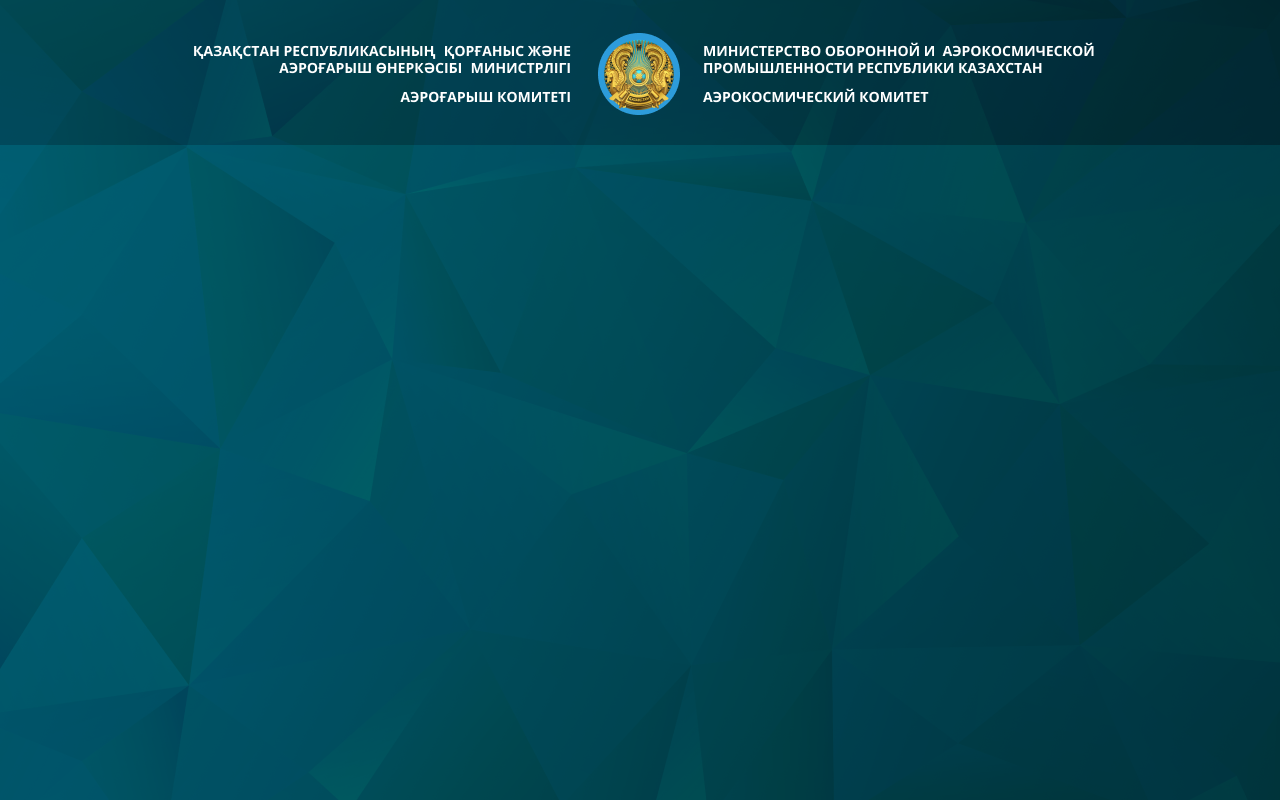 ҚАЗАҚСТАН РЕСПУБЛИКАСЫНЫҢ ҚОРҒАНЫС ЖӘНЕ
АЭРОҒАРЫШ ӨНЕРКӘСІБІ МИНИСТРЛІГІ
АЭРОҒАРЫШ КОМИТЕТІ
МИНИСТЕРСТВО ОБОРОННОЙ И АЭРОКОСМИЧЕСКОЙ
ПРОМЫШЛЕННОСТИ РЕСПУБЛИКИ КАЗАХСТАН
АЭРОКОСМИЧЕСКИЙ КОМИТЕТ